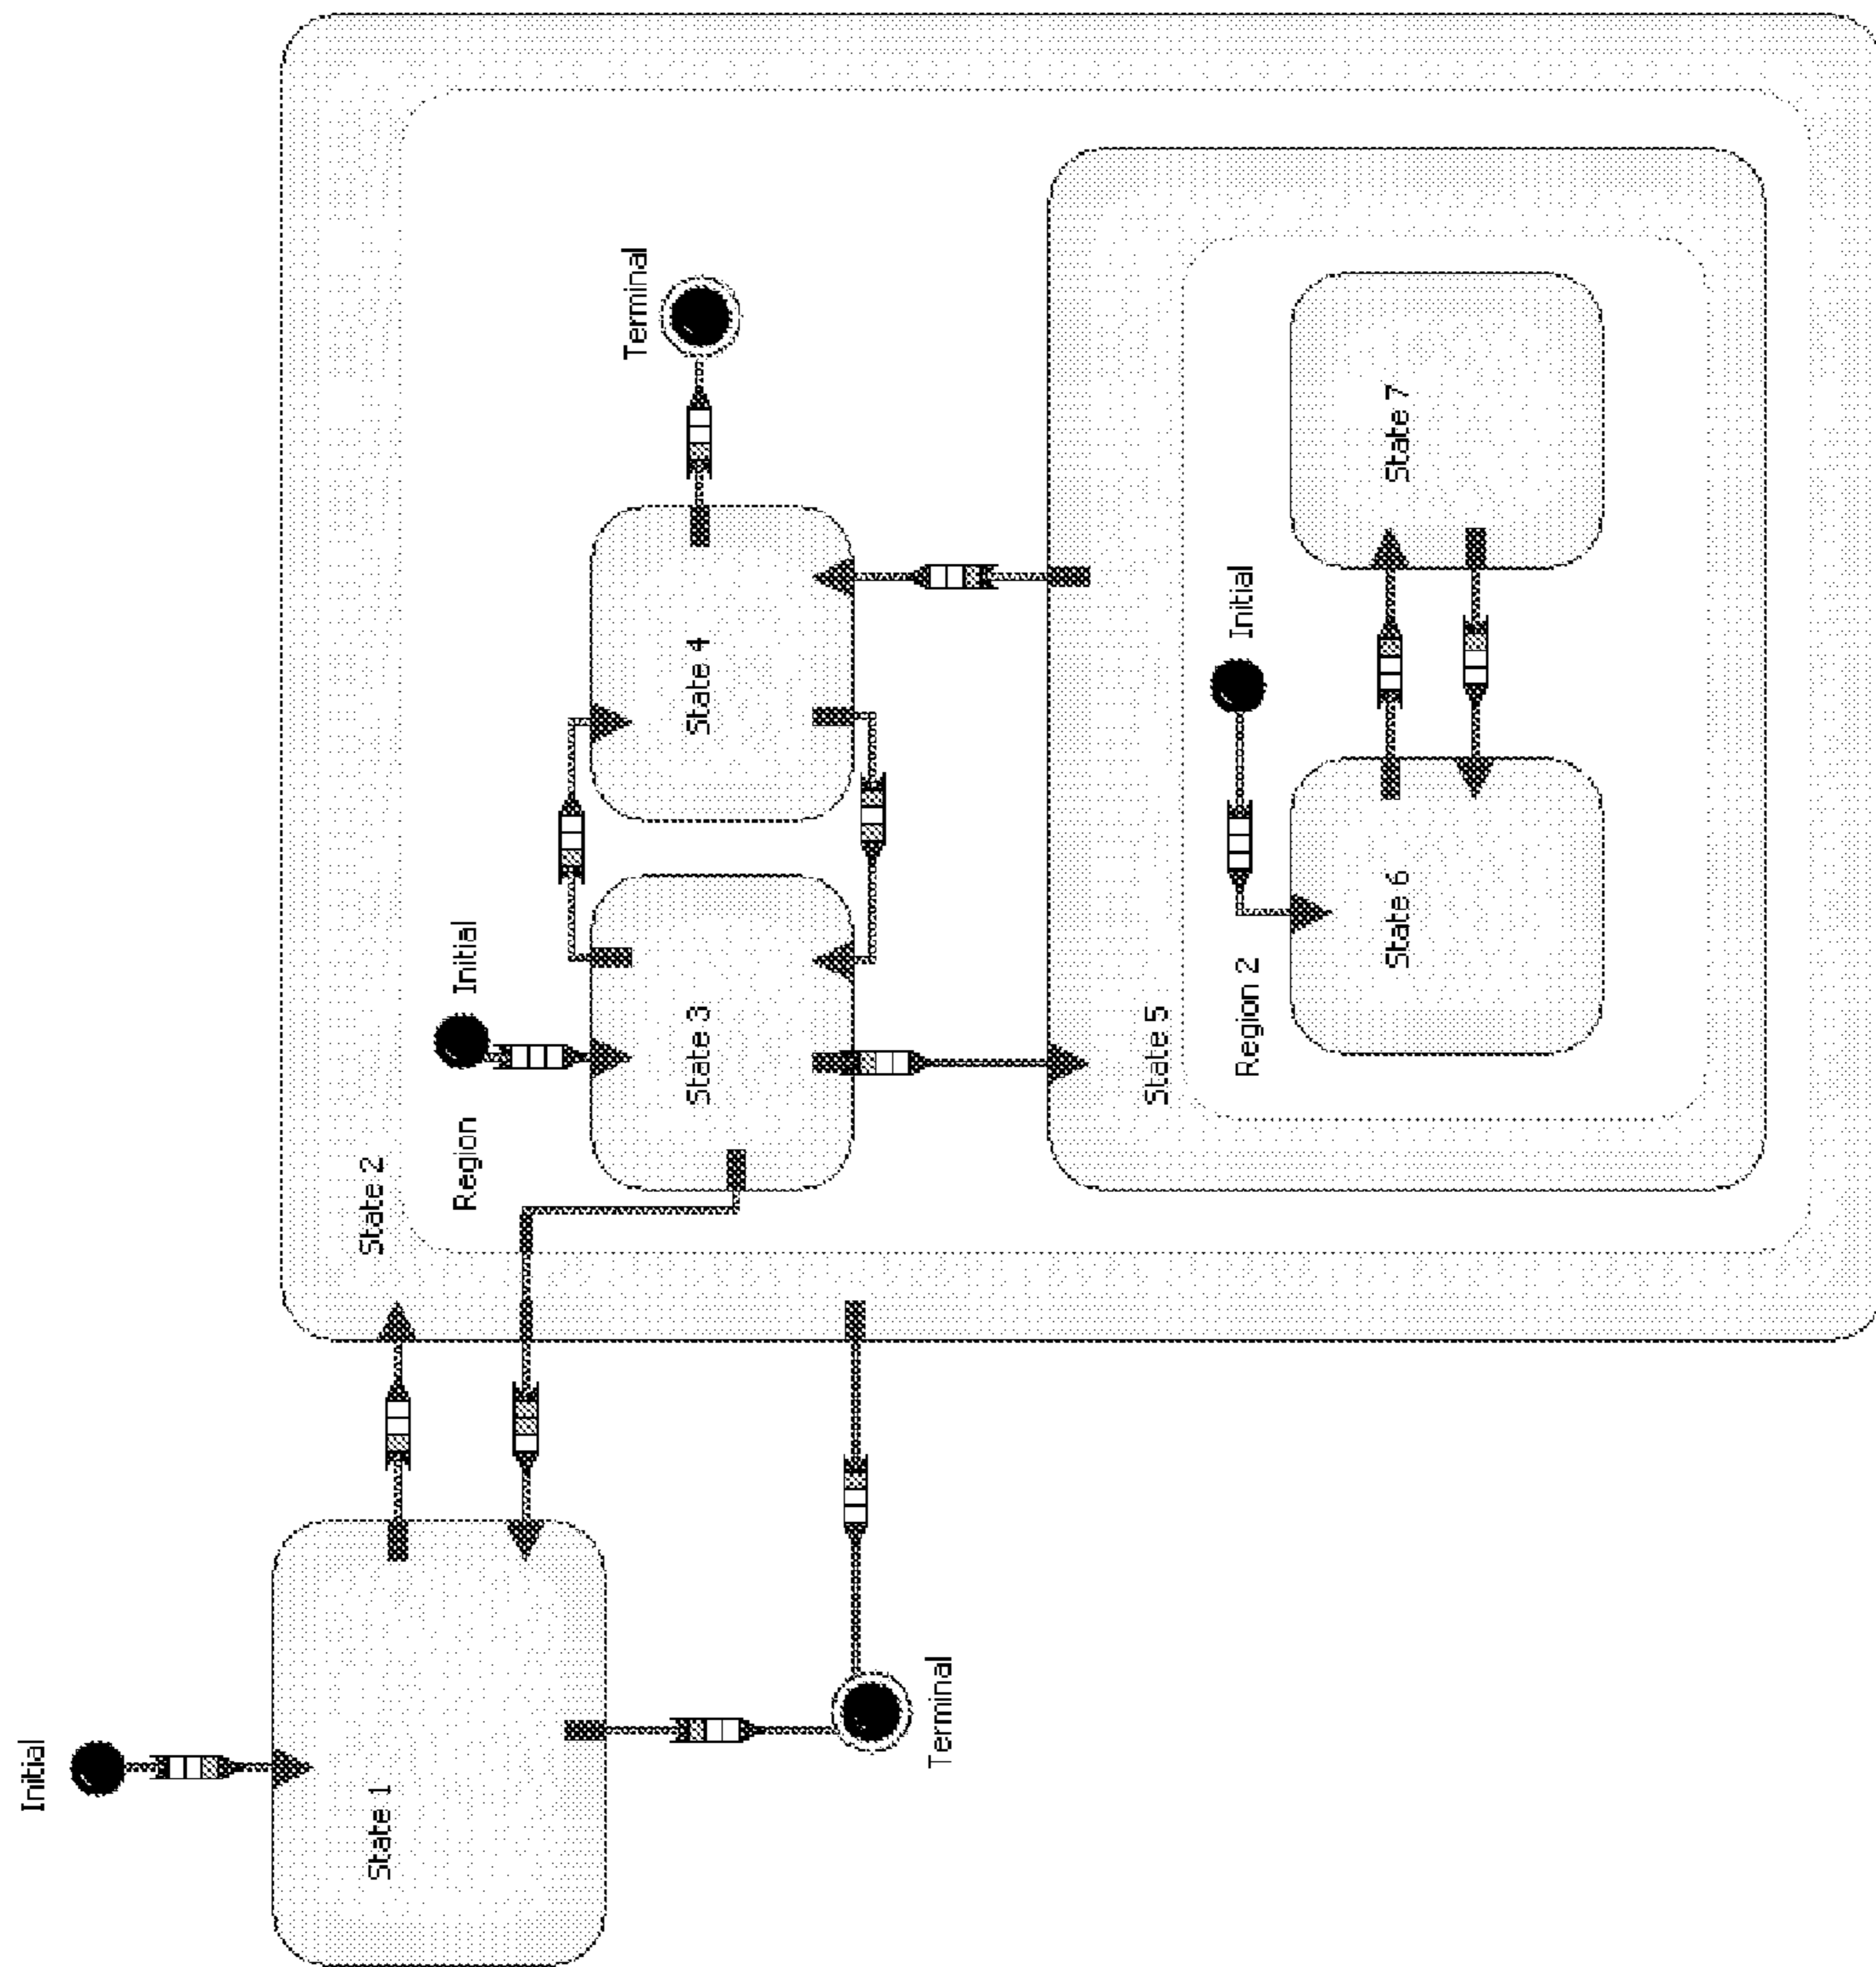 Initial
State 1
Terminal
State 2
Region
Initial
State 3
State 4
Terminal
State 5
Region 2
Initial
State 6
State 7